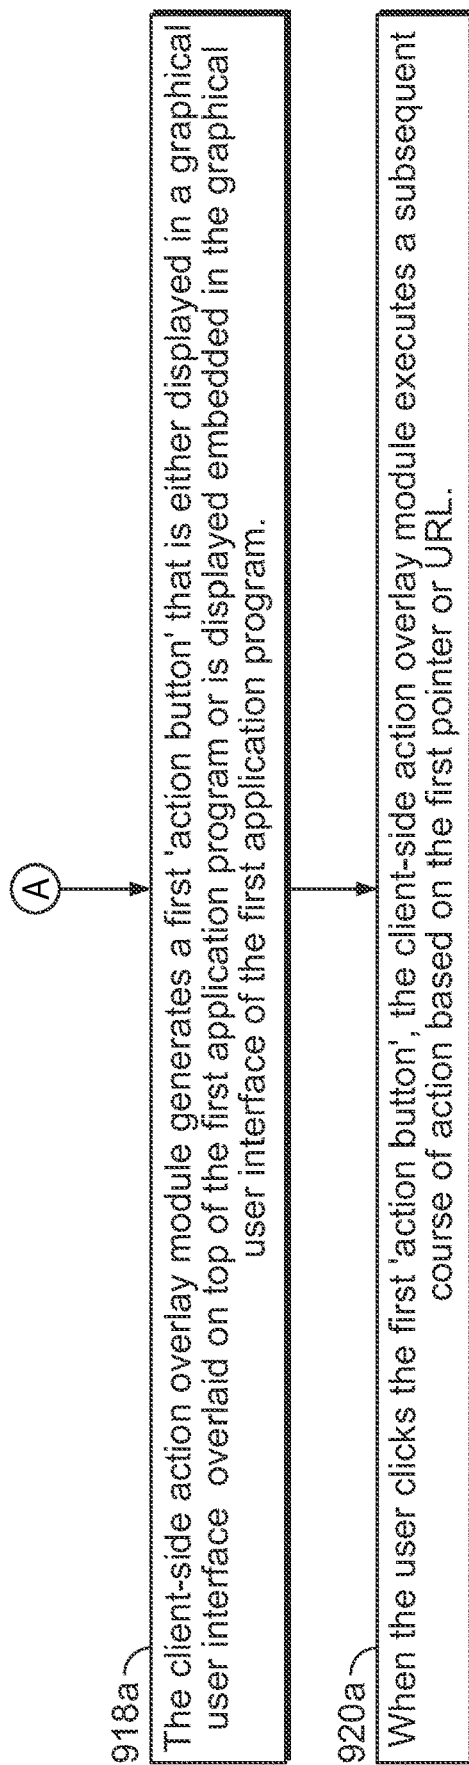 A
918a
The client-side action overlay module generates a first 'action button' that is either displayed in a graphical
user interface overlaid on top of the first application program or is displayed embedded in the graphical
user interface of the first application program.
920a
When the user clicks the first 'action button', the client-side action overlay module executes a subsequent
course of action based on the first pointer or URL.